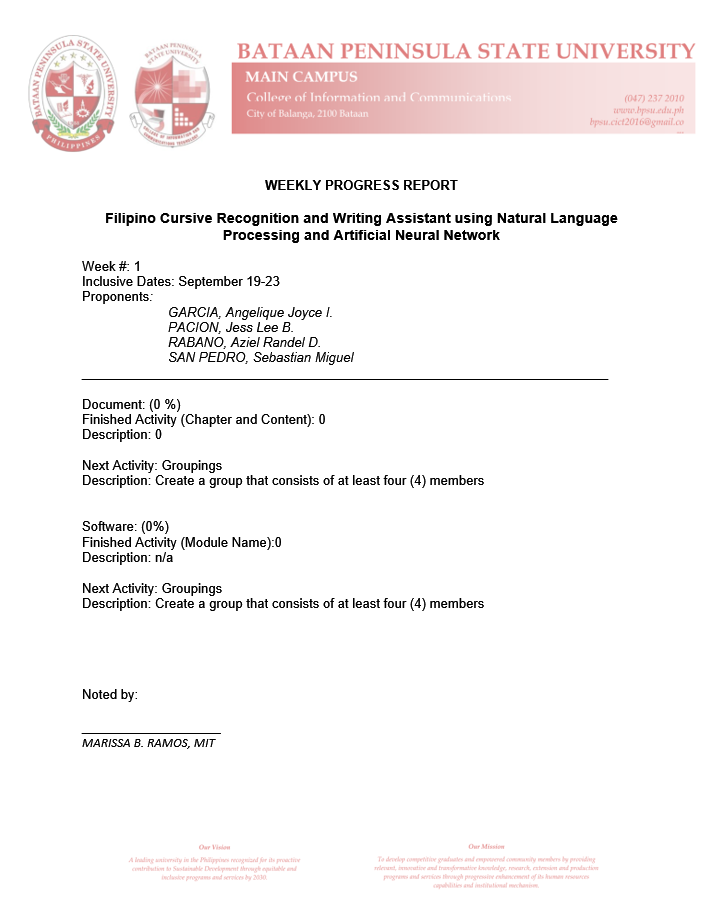 BATAAN PENINSULA STATE UNIVERSITY
MAIN CAMPUS
College of Information and Communications
City of Balanga, 2100 Bataan
(047) 237 2010
www.bpsu.edu.ph
bpsu.cict2016@gmail.co
BATAAN PENINSULA STATE UNIVERSITY
PHILIPPINES
BATAAN PENINSULA
STATE UNIVERSITY
WEEKLY PROGRESS REPORT
Filipino Cursive Recognition and Writing Assistant using Natural Language
Processing and Artificial Neural Network
Week #: 1
Inclusive Dates: September 19-23
Proponents:
GARCIA, Angelique Joyce I.
PACION, Jess Lee B.
RABANO, Aziel Randel D.
SAN PEDRO, Sebastian Miguel
Document: (0 %)
Finished Activity (Chapter and Content): 0
Description: 0
Next Activity: Groupings
Description: Create a group that consists of at least four (4) members
Software: (0%)
Finished Activity (Module Name):0
Description: n/a
Next Activity: Groupings
Description: Create a group that consists of at least four (4) members
Noted by:
MARISSA B. RAMOS, MIT
Our Vision
A leading university in the Philippines recognized for its proactive
contribution to Sustainable Development through equitable and
inclusive programs and services by 2030.
Our Mission
To develop competitive graduates and empowered community members by providing
relevant, innovative and transformative knowledge, research, extension and production
programs and services through progressive enhancement of its human resources
capabilities and institutional mechanism.